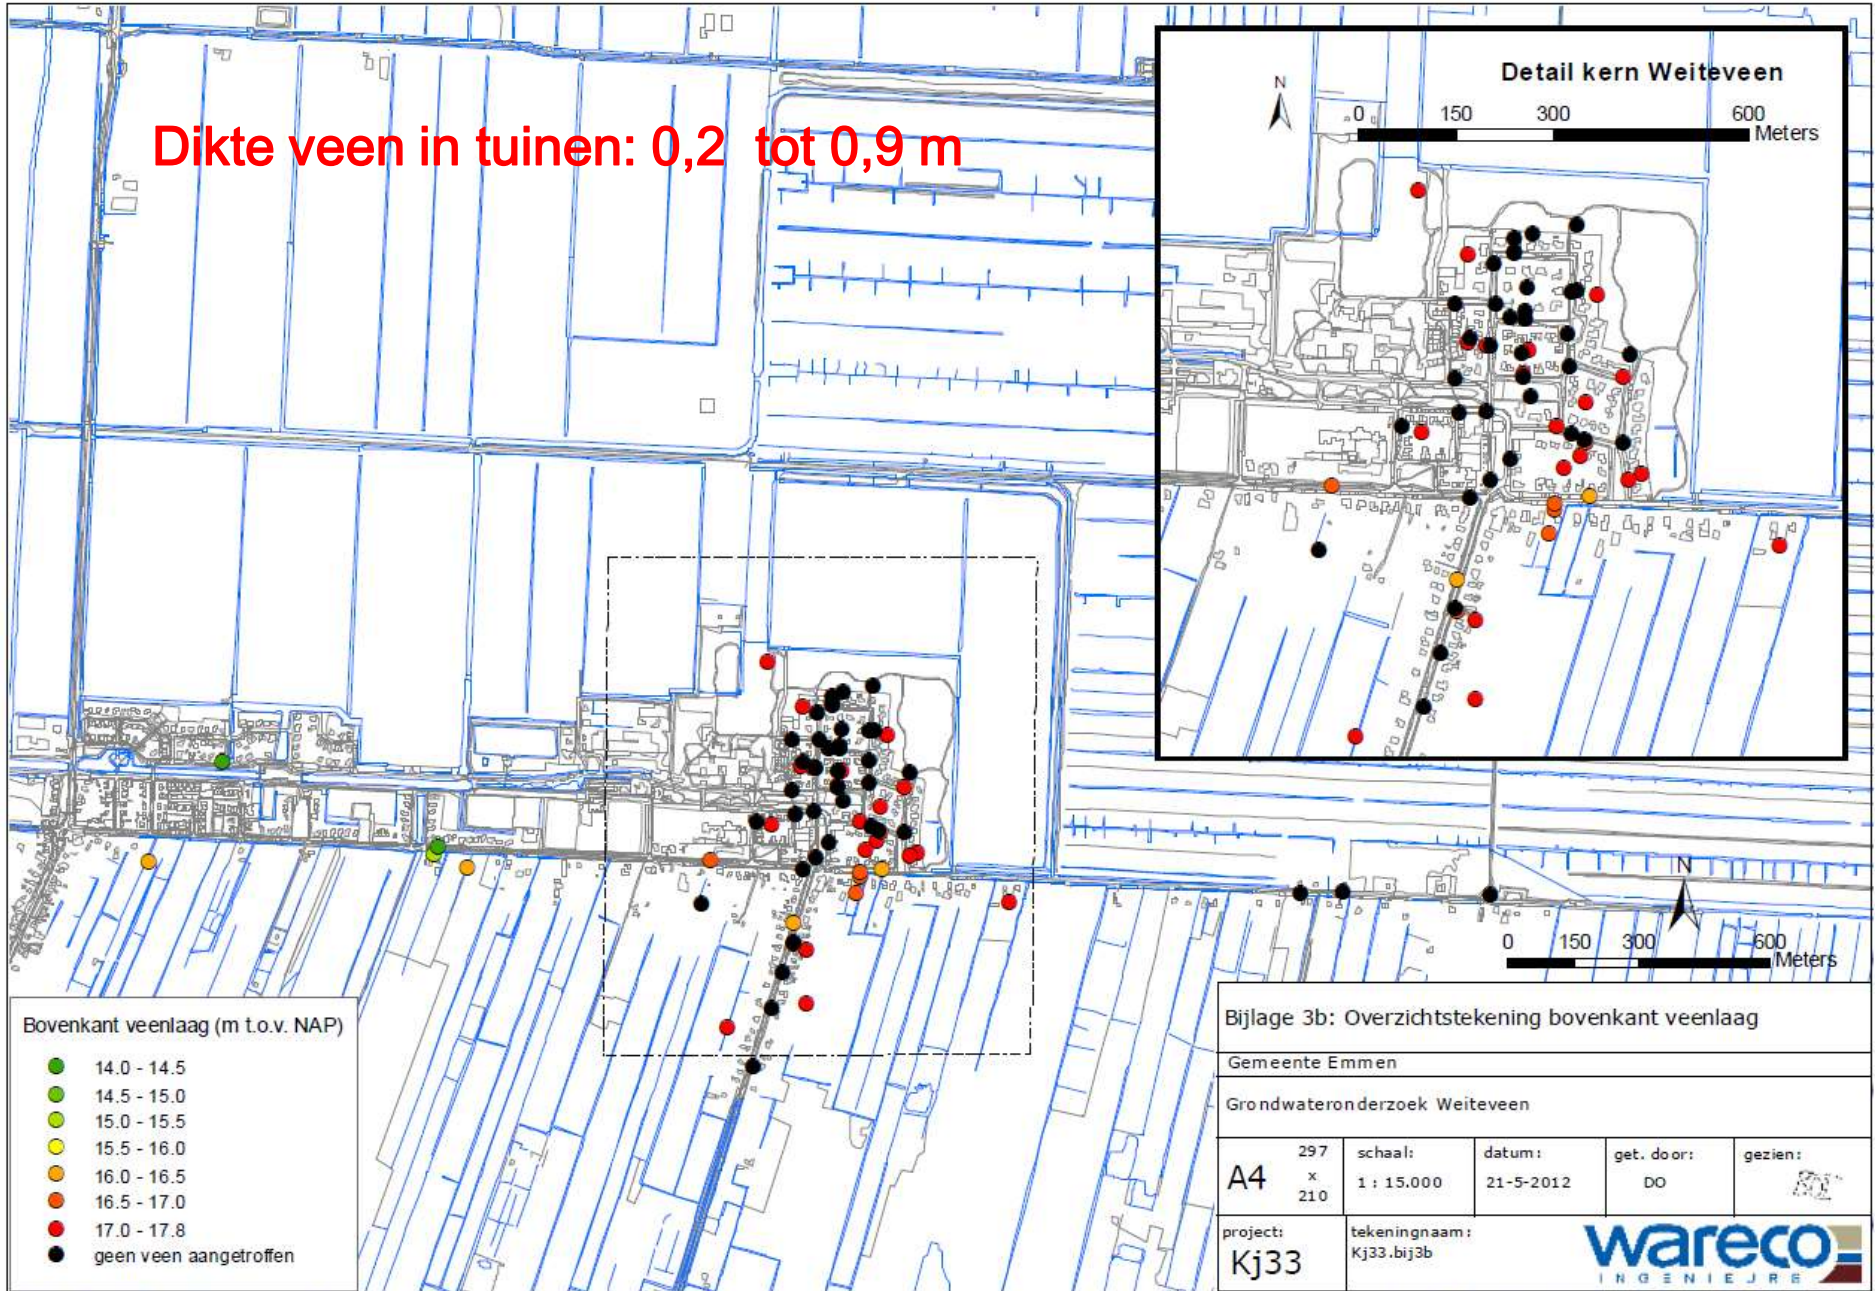 Detail kern Weiteveen
N
0 150 300 600
Meters
Dikte veen in tuinen: 0,2 tot 0,9 m
N
0 150 300 600
Meters
Bovenkant veenlaag (m t.o.v. NAP)
14.0 - 14.5
14.5 - 15.0
15.0 - 15.5
15.5 - 16.0
16.0 - 16.5
16.5 - 17.0
17.0 - 17.8
geen veen aangetroffen
Bijlage 3b: Overzichtstekening bovenkant veenlaag
Gemeente Emmen
Grondwateronderzoek Weiteveen
A4 297 x 210
schaal:
1 : 15.000
datum:
21-5-2012
get. door:
DO
gezien:
project:
Kj33
tekeningnaam:
Kj33.bij3b
wareco
INGENIEURS